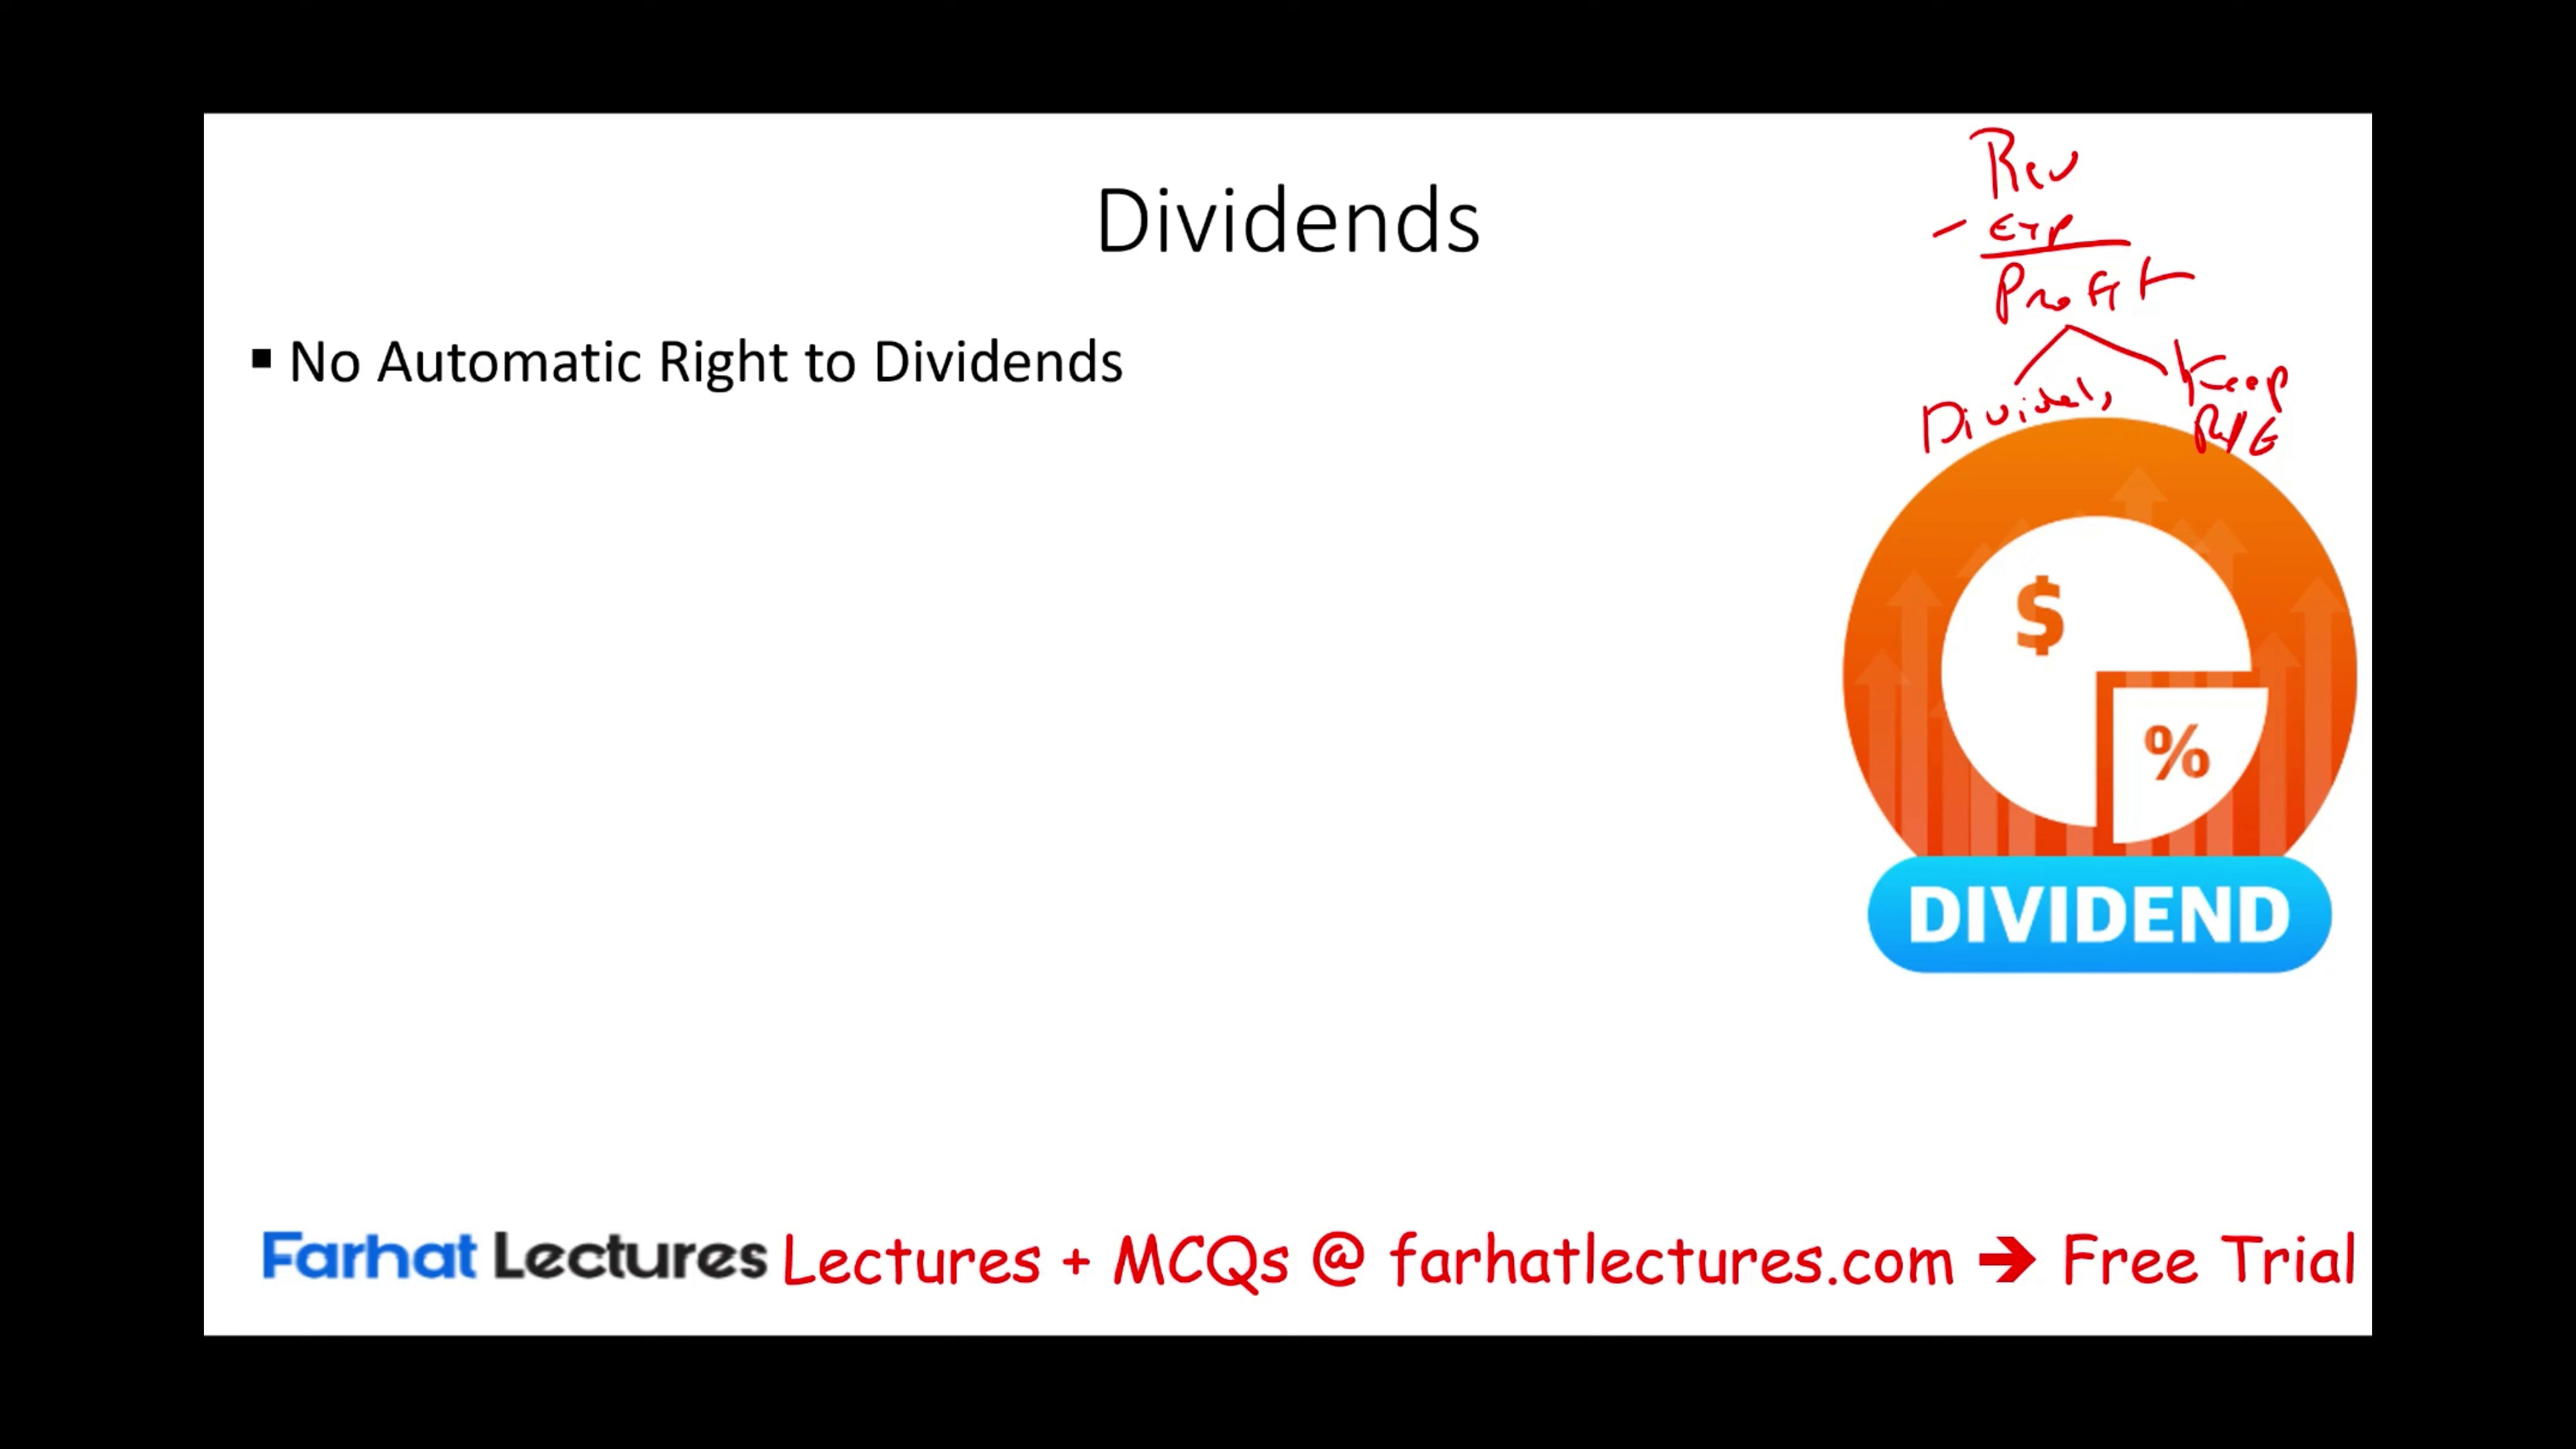 Dividends
Rev
- Exp
Profit
Keep
R/E
No Automatic Right to Dividends
$
%
DIVIDEND
Farhat Lectures Lectures + MCQs @ farhatlectures.com → Free Trial